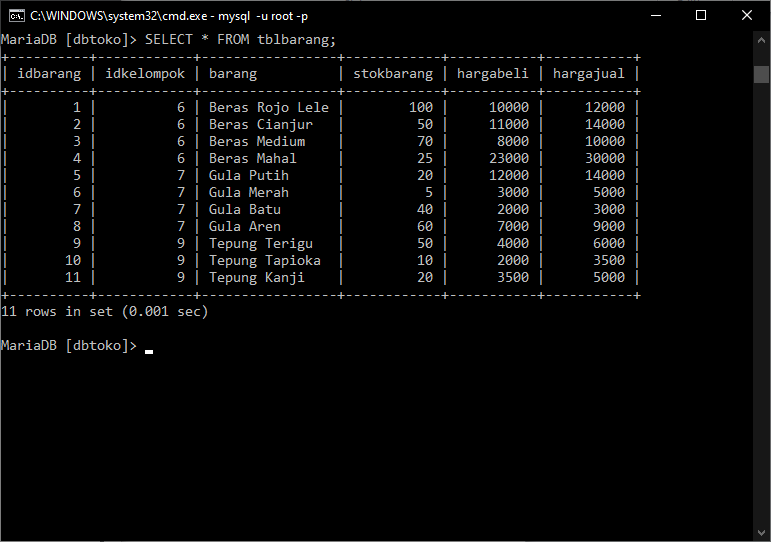 C:\WINDOWS\system32\cmd.exe - mysql  -u root -p
MariaDB [dbtoko]> SELECT * FROM tblbarang;
+----------+------------+-----------------+------------+-----------+-----------+
| idbarang | idkelompok | barang          | stokbarang | hargabeli | hargajual |
+----------+------------+-----------------+------------+-----------+-----------+
|        1 |          6 | Beras Rojo Lele |        100 |     10000 |     12000 |
|        2 |          6 | Beras Cianjur   |         50 |     11000 |     14000 |
|        3 |          6 | Beras Medium    |         70 |      8000 |     10000 |
|        4 |          6 | Beras Mahal     |         25 |     23000 |     30000 |
|        5 |          7 | Gula Putih      |         20 |     12000 |     14000 |
|        6 |          7 | Gula Merah      |          5 |      3000 |      5000 |
|        7 |          7 | Gula Batu       |         40 |      2000 |      3000 |
|        8 |          7 | Gula Aren       |         60 |      7000 |      9000 |
|        9 |          9 | Tepung Terigu   |         50 |      4000 |      6000 |
|       10 |          9 | Tepung Tapioka  |         10 |      2000 |      3500 |
|       11 |          9 | Tepung Kanji    |         20 |      3500 |      5000 |
+----------+------------+-----------------+------------+-----------+-----------+
11 rows in set (0.001 sec)
MariaDB [dbtoko]>